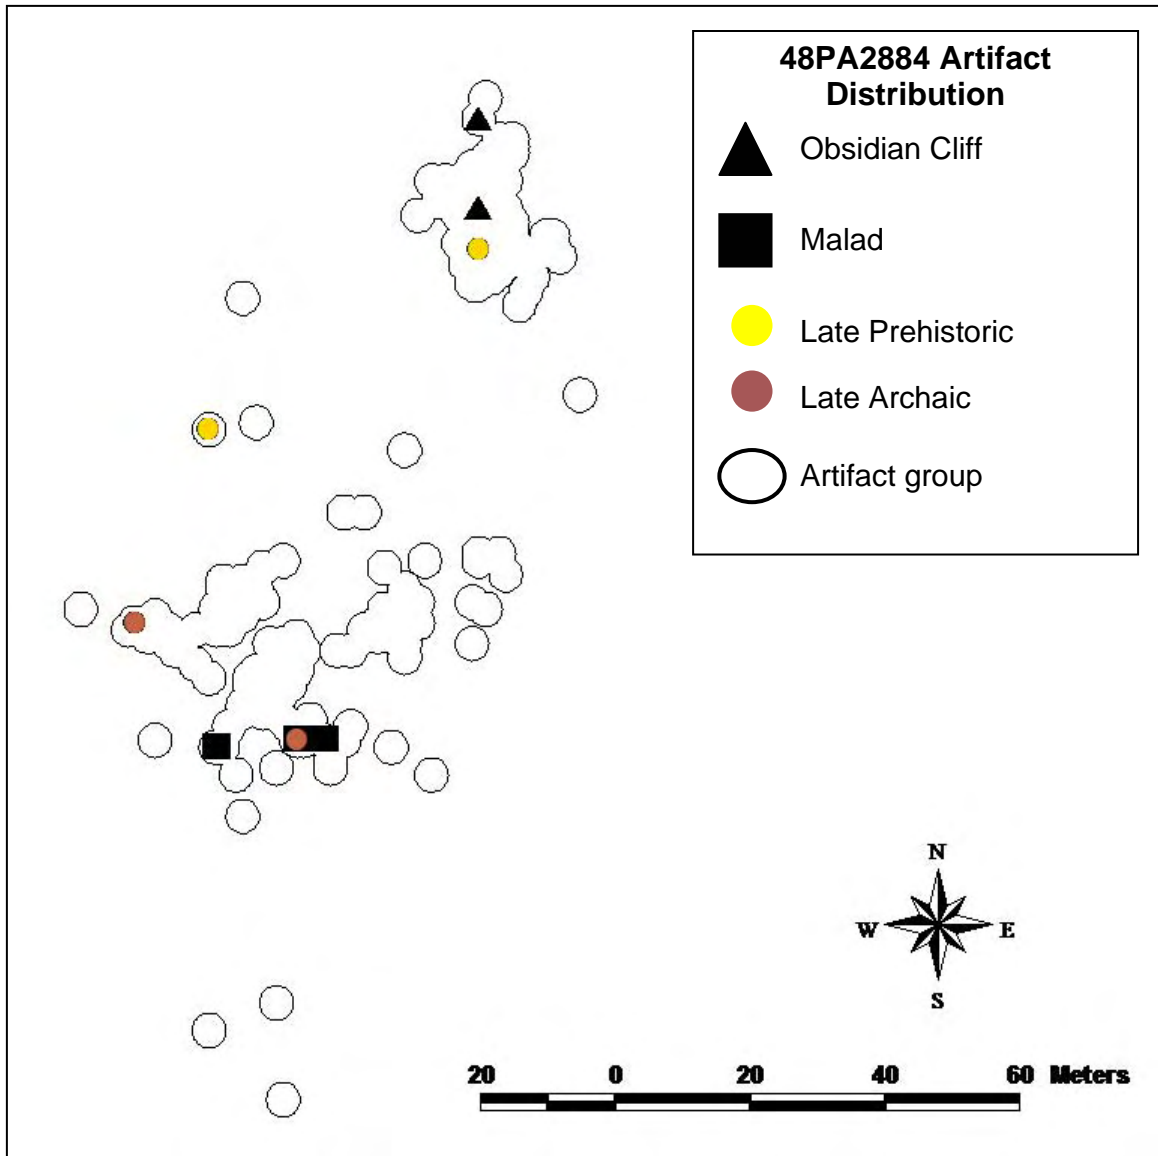 48PA2884 Artifact
Distribution
Obsidian Cliff
Malad
Late Prehistoric
Late Archaic
Artifact group
N
W E
S
20 0 20 40 60 Meters